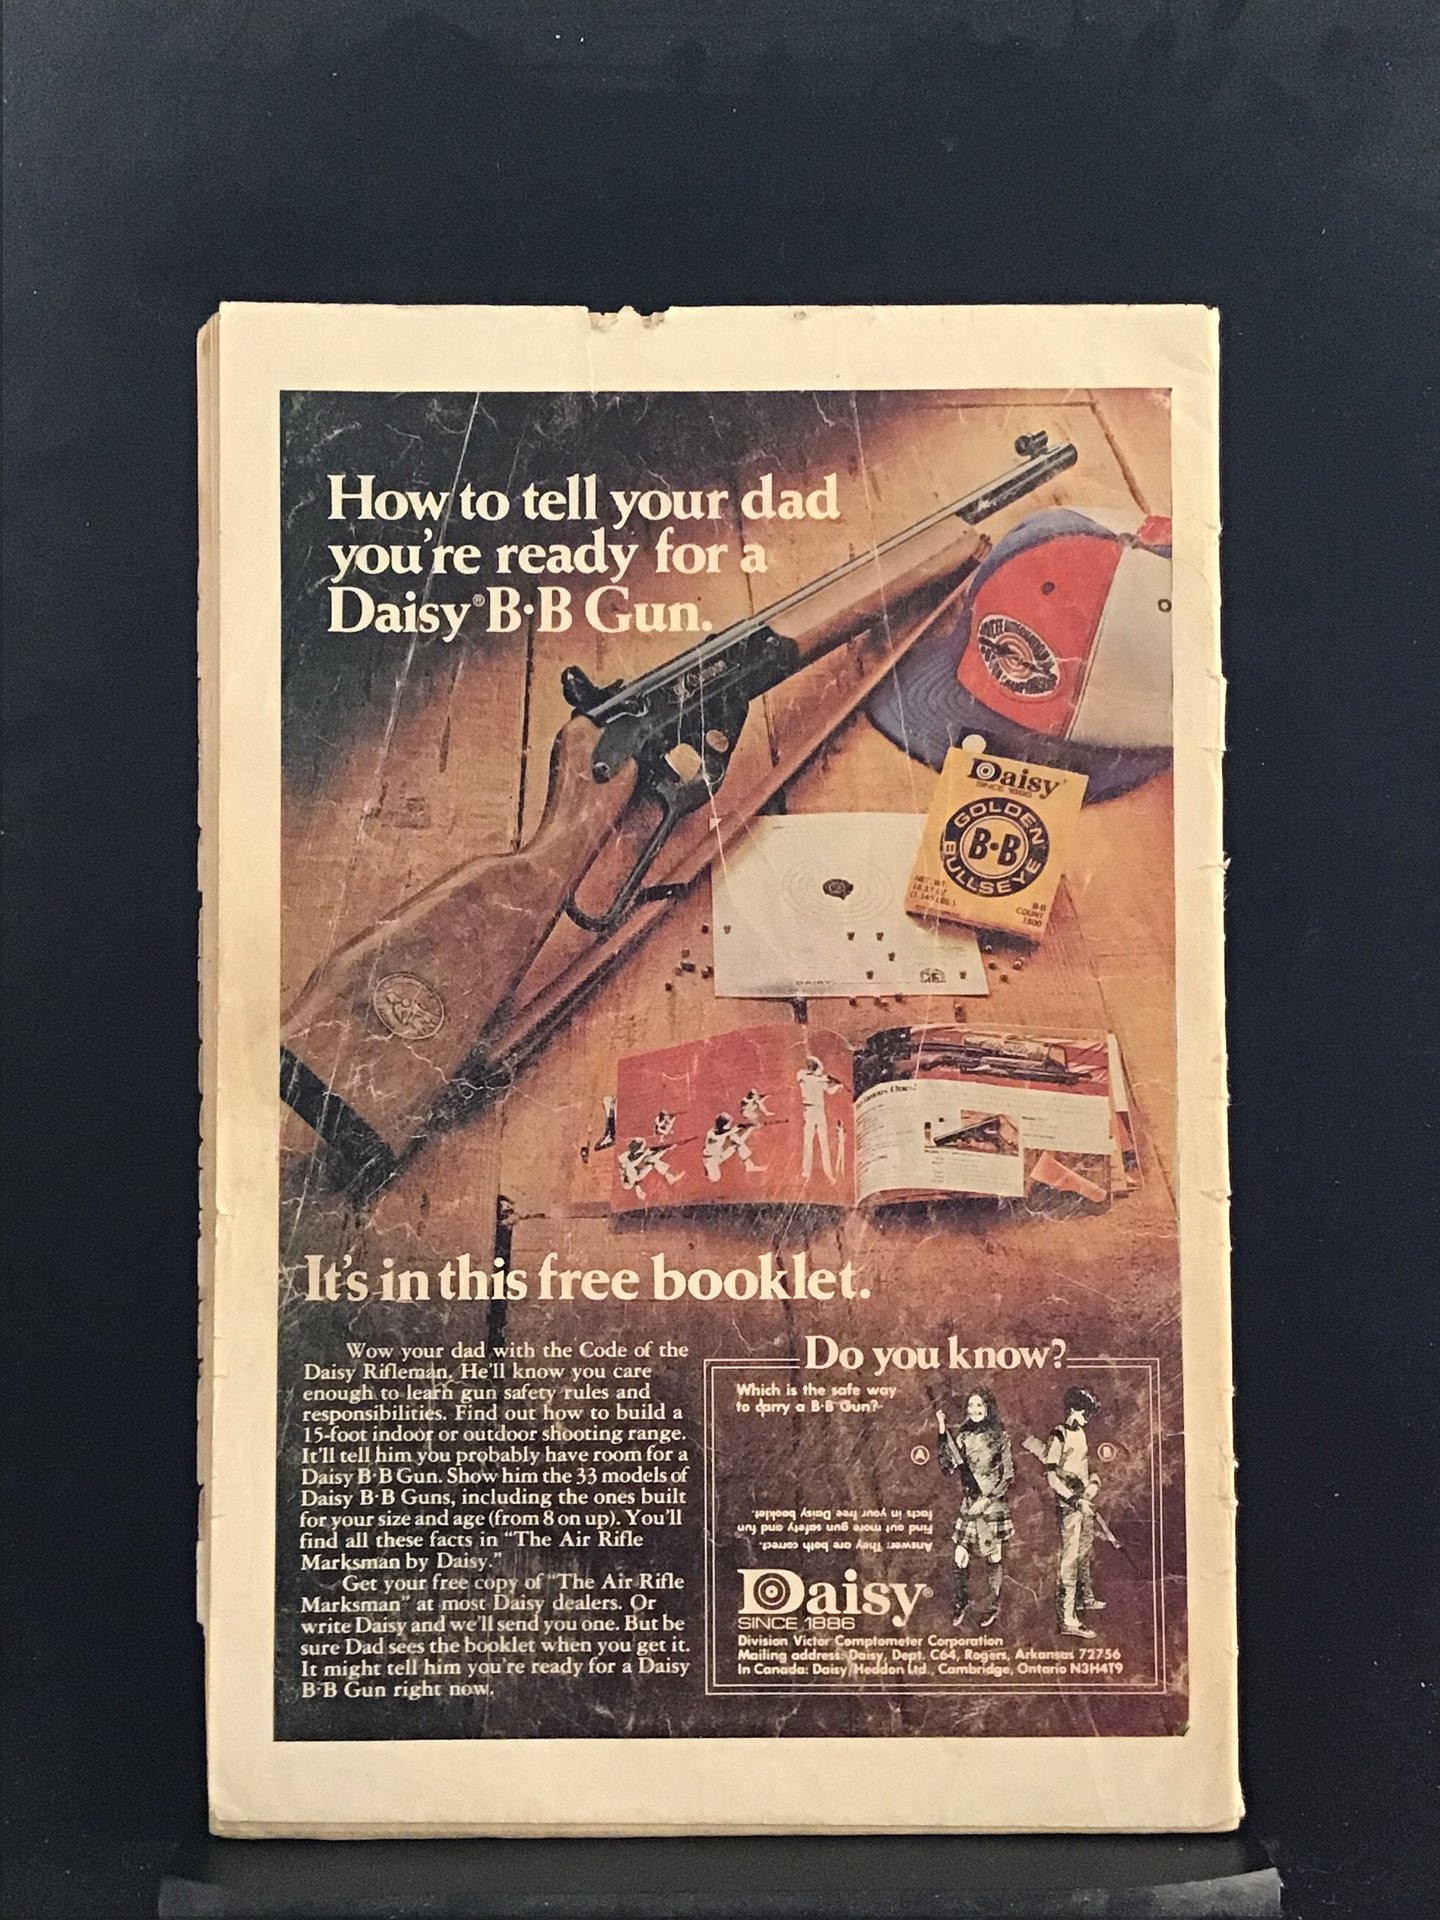 How to tell your dad
you're ready for a
Daisy® B·B Gun.
Daisy
SINCE 1886
GOLDEN
B·B
BULLSEYE
NET WT.
B·B
COUNT
1500
DAISY
It's in this free booklet.
Wow your dad with the Code of the
Daisy Rifleman. He'll know you care
enough to learn gun safety rules and
responsibilities. Find out how to build a
15-foot indoor or outdoor shooting range.
It'll tell him you probably have room for a
Daisy B·B Gun. Show him the 33 models of
Daisy B·B Guns, including the ones built
for your size and age (from 8 on up). You'll
find all these facts in "The Air Rifle
Marksman by Daisy."
Get your free copy of "The Air Rifle
Marksman" at most Daisy dealers. Or
write Daisy and we'll send you one. But be
sure Dad sees the booklet when you get it.
It might tell him you're ready for a Daisy
B·B Gun right now.
Do you know?
Which is the safe way
to carry a B·B Gun?
A
B
Answer: They are both correct.
Find out more gun safety and fun
facts in your free Daisy booklet.
Daisy®
SINCE 1886
Division Victor Comptometer Corporation
Mailing address: Daisy, Dept. C64, Rogers, Arkansas 72756
In Canada: Daisy/Heddon Ltd., Cambridge, Ontario N3H4T9